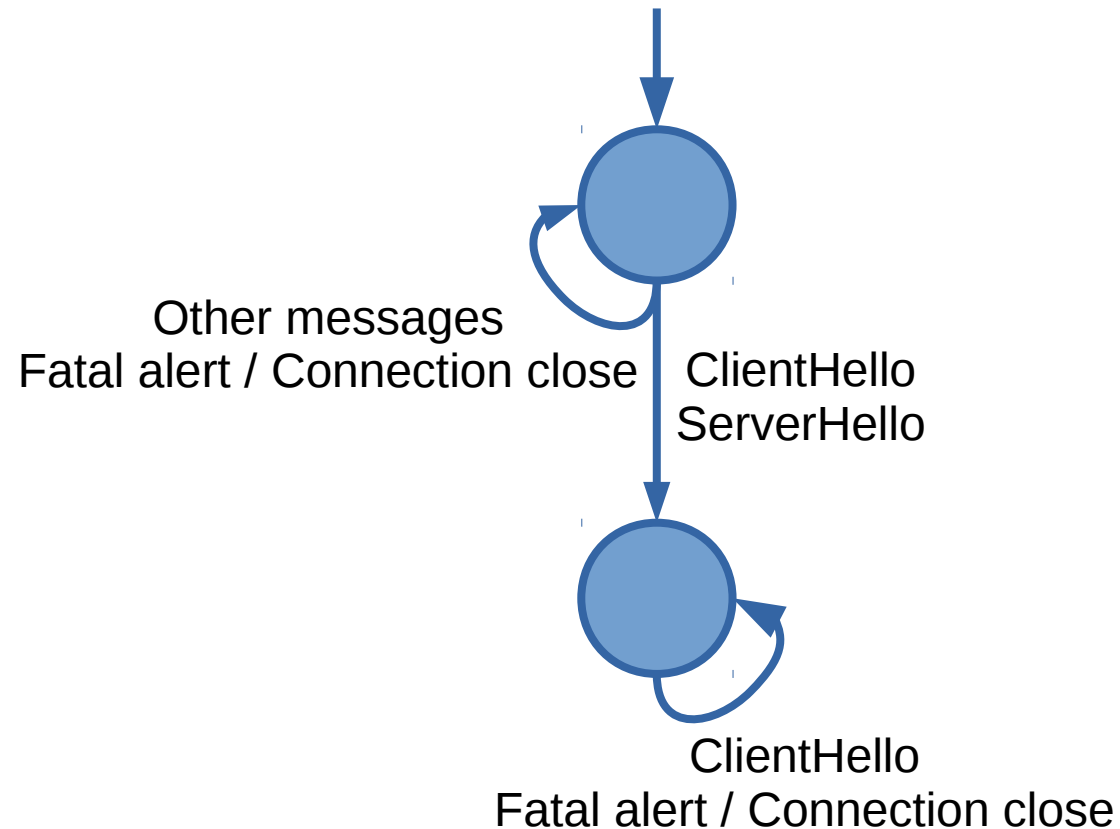 Other messages
Fatal alert / Connection close
ClientHello
ServerHello
ClientHello
Fatal alert / Connection close